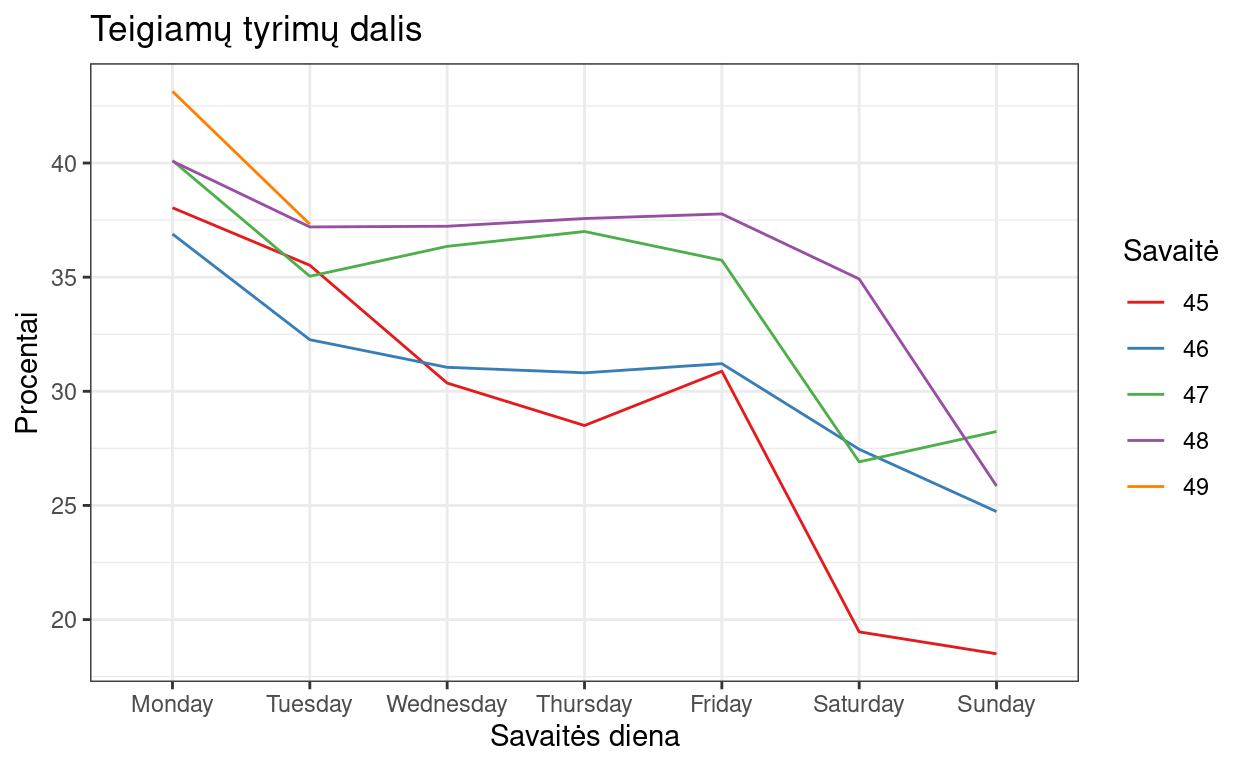 Teigiamų tyrimų dalis
Procentai
40
35
30
25
20
Monday Tuesday Wednesday Thursday Friday Saturday Sunday
Savaitės diena
Savaitė
45
46
47
48
49